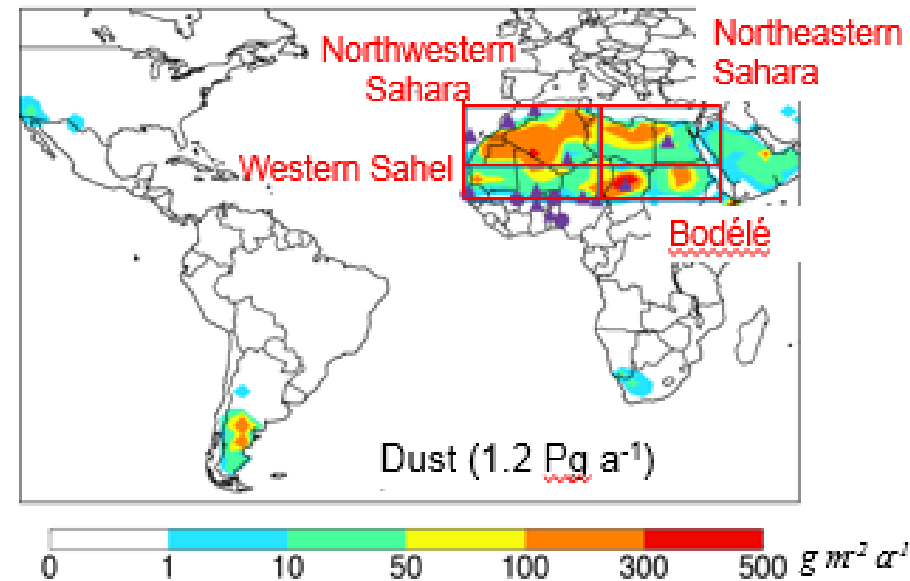 Northwestern
Sahara
Northeastern
Sahara
Western Sahel
Bodélé
Dust (1.2 Pg a⁻¹)
0 1 10 50 100 300 500 g m⁻² a⁻¹